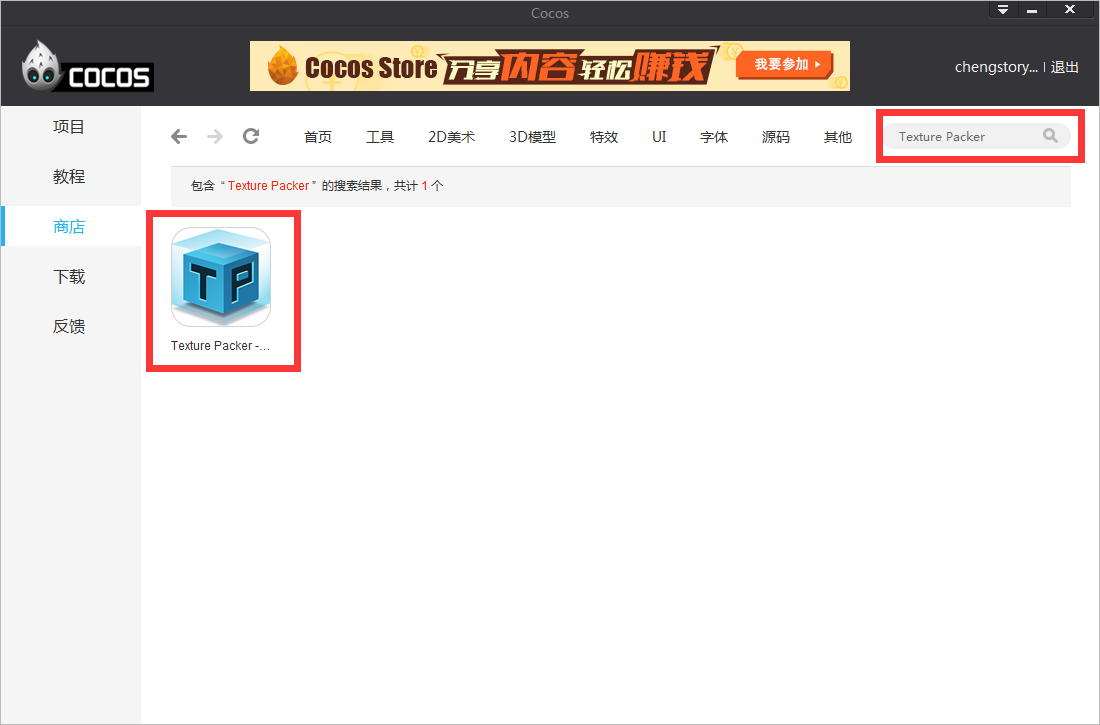 Cocos
COCOS
Cocos Store 分享内容轻松赚钱
我要参加
chengstory... | 退出
项目
教程
商店
下载
反馈
首页 工具 2D美术 3D模型 特效 UI 字体 源码 其他
Texture Packer
包含 “ Texture Packer ” 的搜索结果，共计 1 个
TP
Texture Packer -...